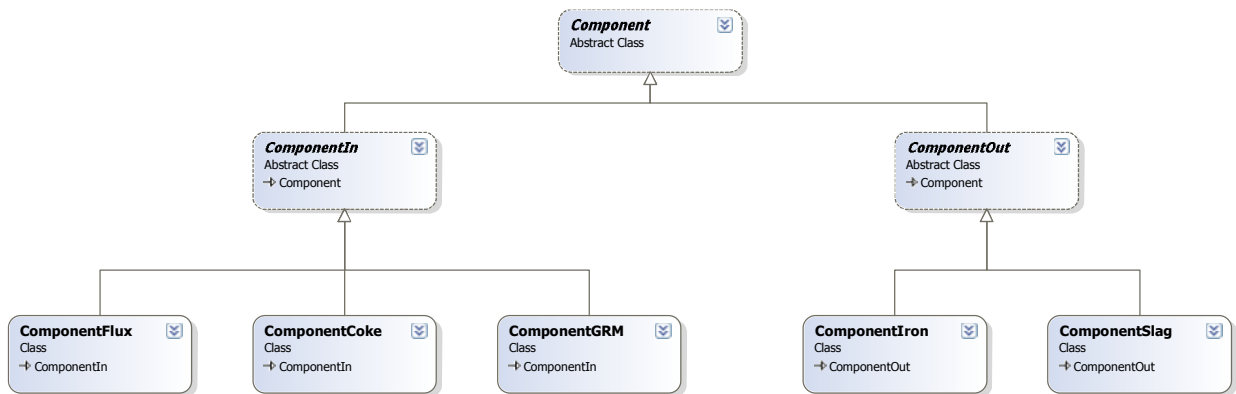 Component
Abstract Class
ComponentIn
Abstract Class
Component
ComponentOut
Abstract Class
Component
ComponentFlux
Class
ComponentIn
ComponentCoke
Class
ComponentIn
ComponentGRM
Class
ComponentIn
ComponentIron
Class
ComponentOut
ComponentSlag
Class
ComponentOut